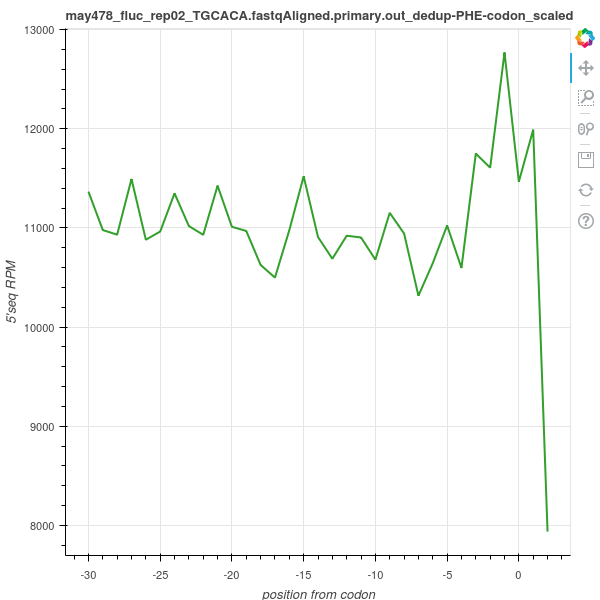 may478_fluc_rep02_TGCACA.fastqAligned.primary.out_dedup-PHE-codon_scaled
13000
12000
11000
10000
9000
8000
5'seq RPM
-30 -25 -20 -15 -10 -5 0
position from codon